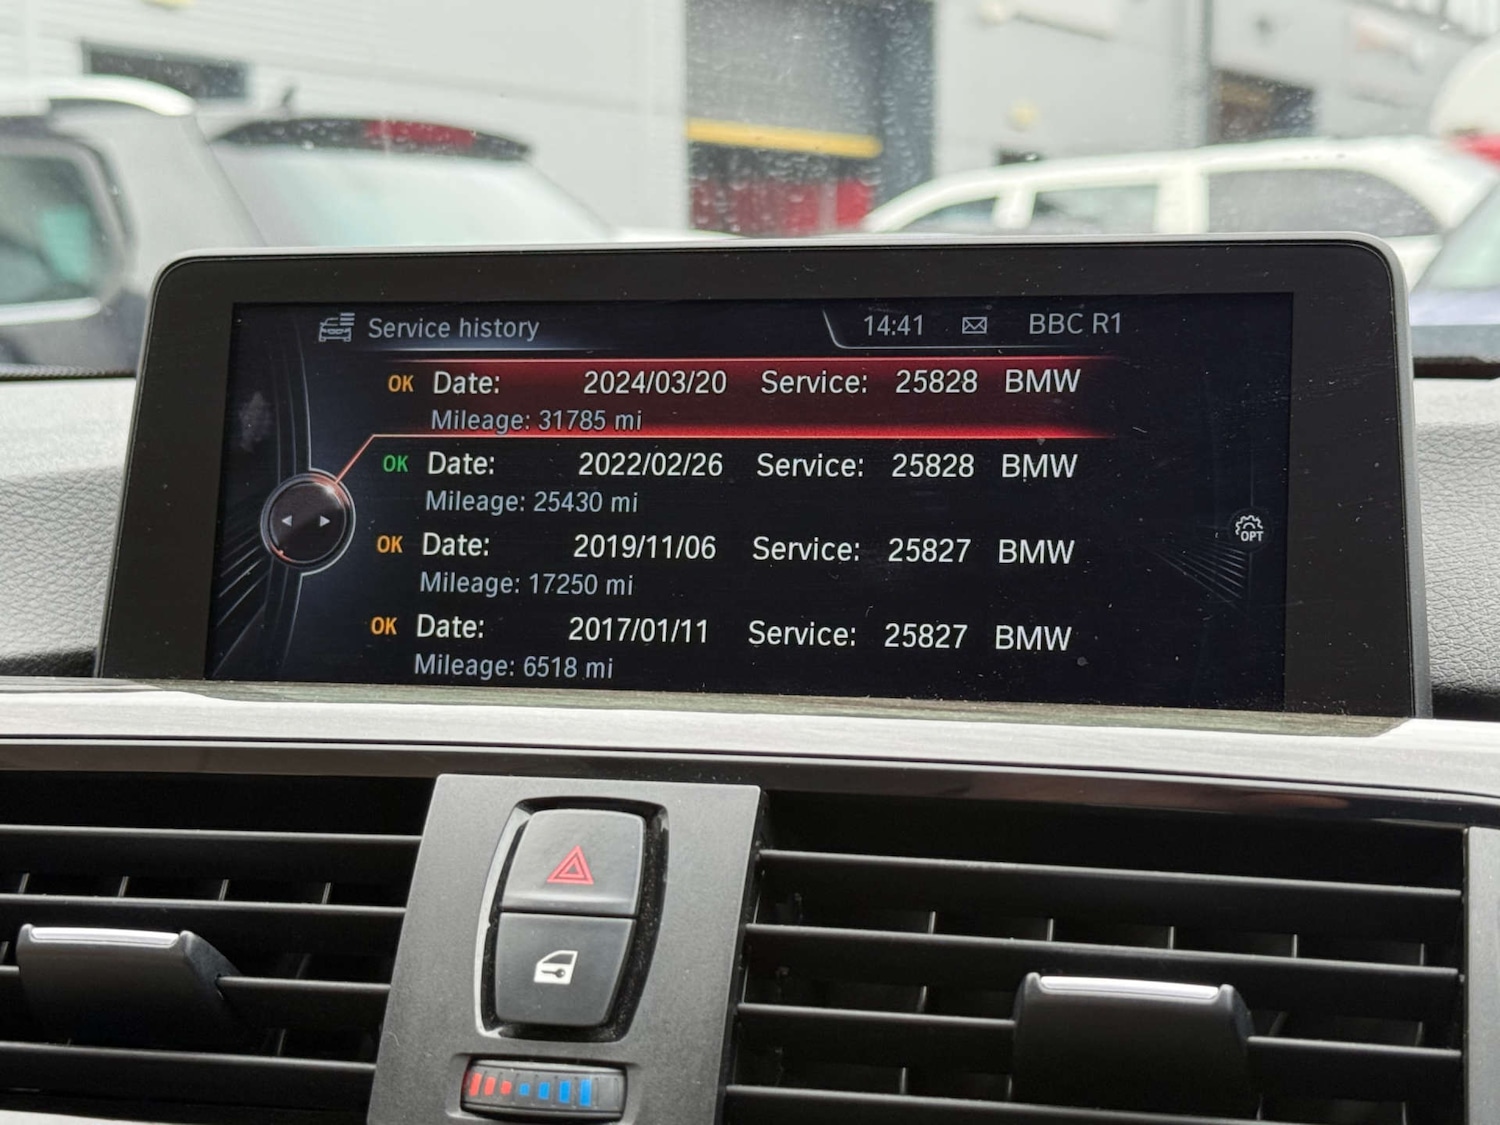 Service history 14:41 BBC R1
OK Date: 2024/03/20 Service: 25828 BMW
Mileage: 31785 mi
OK Date: 2022/02/26 Service: 25828 BMW
Mileage: 25430 mi
OK Date: 2019/11/06 Service: 25827 BMW
Mileage: 17250 mi
OPT
OK Date: 2017/01/11 Service: 25827 BMW
Mileage: 6518 mi